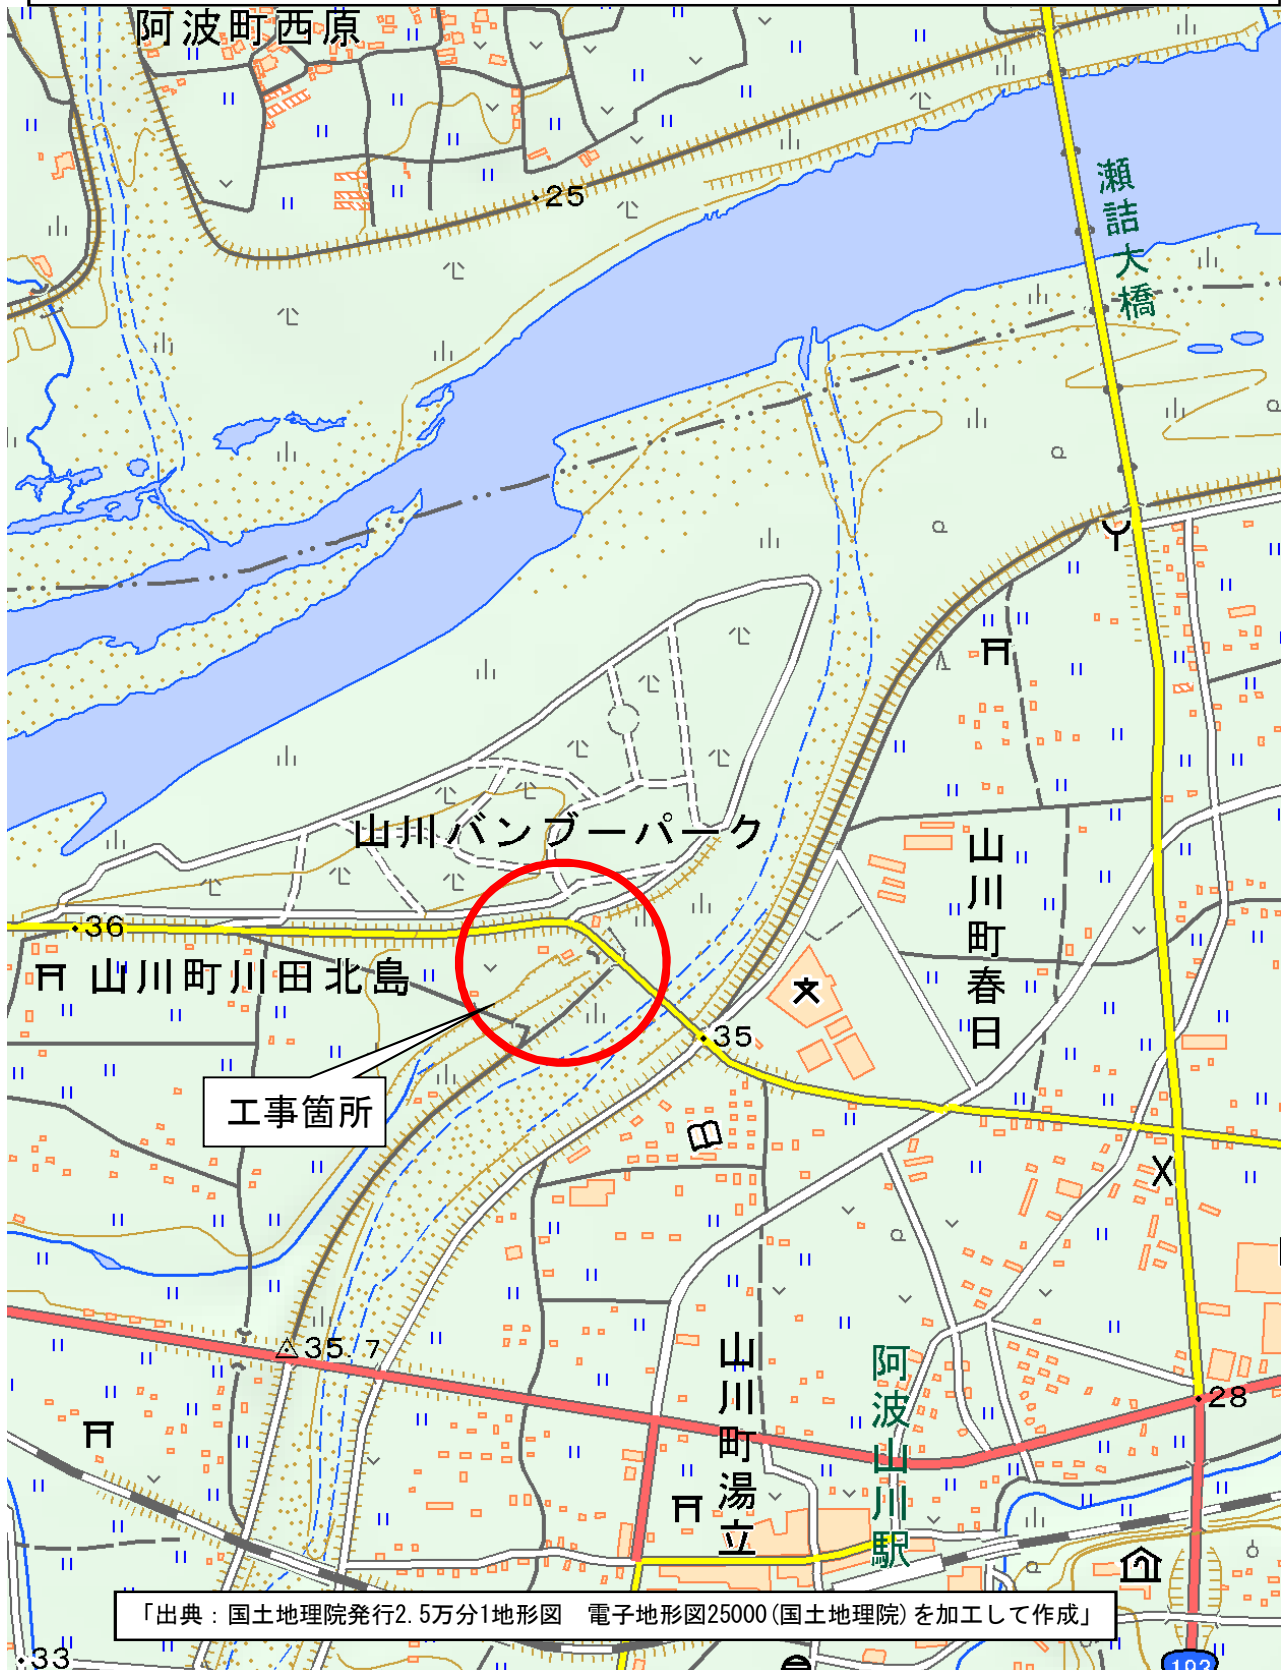 阿波町西原
25
瀬詰大橋
山川バンブーパーク
36
山川町川田北島
山川町春日
35
工事箇所
35.7
山川町湯立
阿波山川駅
28
「出典：国土地理院発行2.5万分1地形図　電子地形図25000(国土地理院)を加工して作成」
33
193